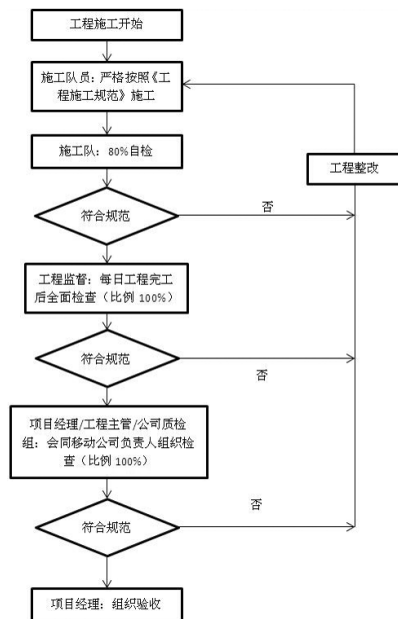 工程施工开始
施工队员：严格按照《工
程施工规范》施工
施工队：80%自检
工程整改
符合规范
否
工程监督：每日工程完工
后全面检查（比例 100%）
符合规范
否
项目经理/工程主管/公司质检
组：会同移动公司负责人组织检
查（比例 100%）
否
符合规范
项目经理：组织验收